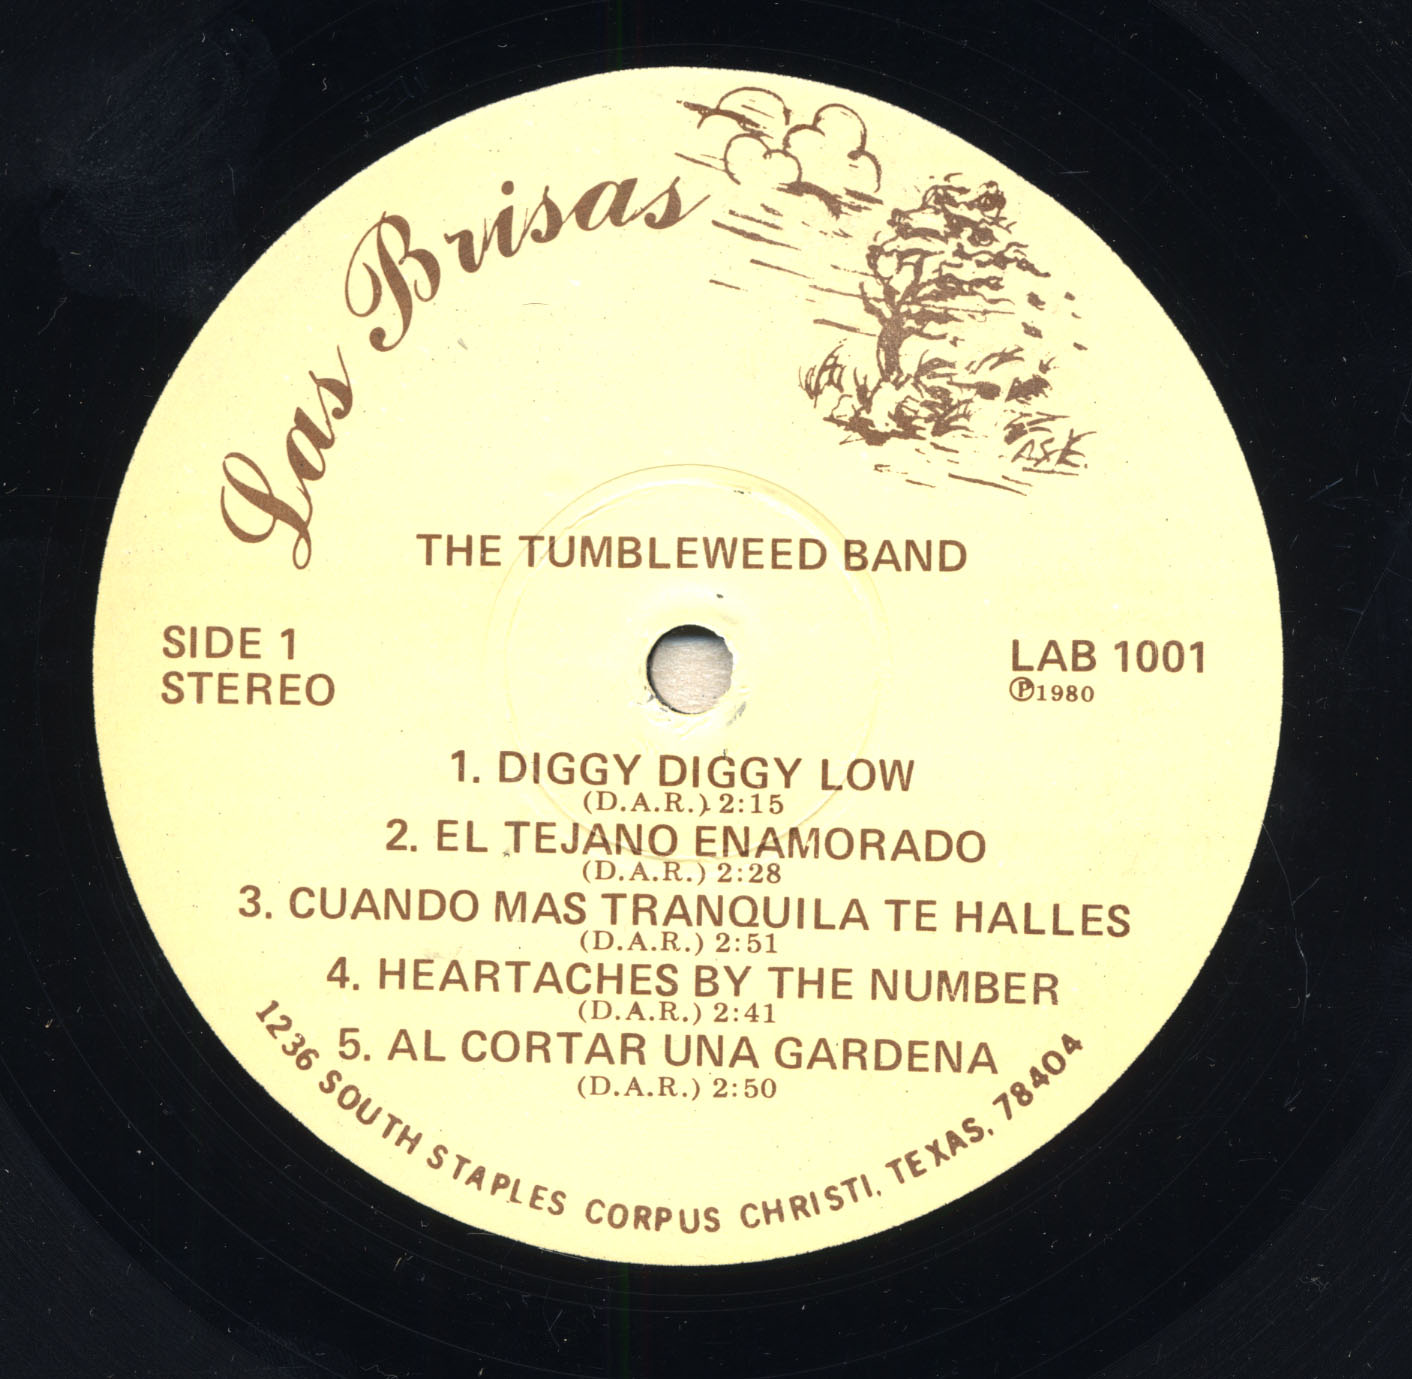 Las Brisas
A.S.K.
THE TUMBLEWEED BAND
SIDE 1
STEREO
LAB 1001
℗1980
1. DIGGY DIGGY LOW
(D.A.R.) 2:15
2. EL TEJANO ENAMORADO
(D.A.R.) 2:28
3. CUANDO MAS TRANQUILA TE HALLES
(D.A.R.) 2:51
4. HEARTACHES BY THE NUMBER
(D.A.R.) 2:41
5. AL CORTAR UNA GARDENA
(D.A.R.) 2:50
1236 SOUTH STAPLES CORPUS CHRISTI, TEXAS, 78404